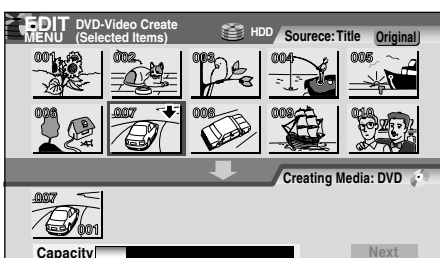 EDIT MENU DVD-Video Create (Selected Items)
HDD Sourece: Title Original
001 002 003 004 005
006 007 008 009 010
Creating Media: DVD
007
001
Capacity Next